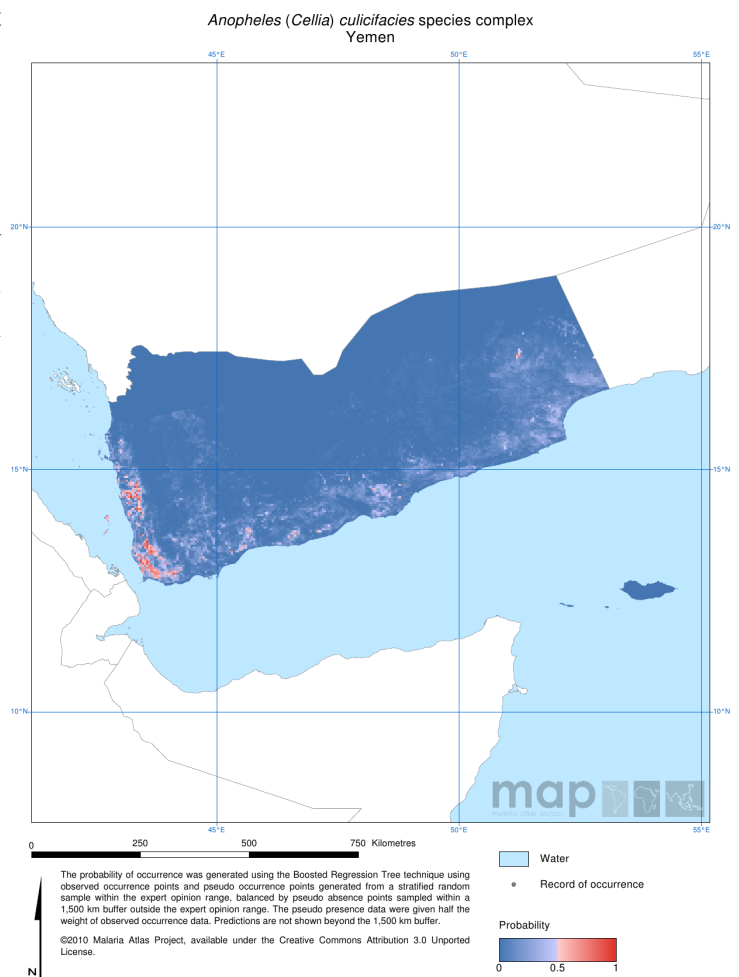 Anopheles (Cellia) culicifacies species complex
Yemen
45°E 50°E 55°E
20°N 20°N
15°N 15°N
10°N 10°N
map
malaria atlas project
45°E 50°E 55°E
0 250 500 750 Kilometres
Water
Record of occurrence
The probability of occurrence was generated using the Boosted Regression Tree technique using
observed occurrence points and pseudo occurrence points generated from a stratified random
sample within the expert opinion range, balanced by pseudo absence points sampled within a
1,500 km buffer outside the expert opinion range. The pseudo presence data were given half the
weight of observed occurrence data. Predictions are not shown beyond the 1,500 km buffer.
©2010 Malaria Atlas Project, available under the Creative Commons Attribution 3.0 Unported
License.
Probability
0 0.5 1
N